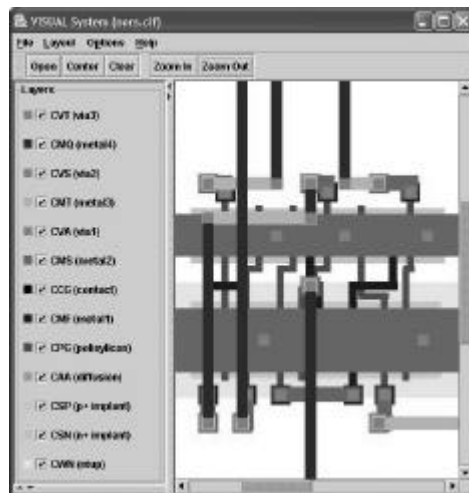 VISUAL System (nors.cif)
File Layout Options Help
Open Center Clear Zoom In Zoom Out
Layers
CVT (via3)
CMQ (metal4)
CVS (via2)
CMT (metal3)
CVA (via1)
CMS (metal2)
CCG (contact)
CMF (metal1)
CPG (polisylicon)
CAA (diffusion)
CSP (p+ implant)
CSN (n+ implant)
CWN (ntup)